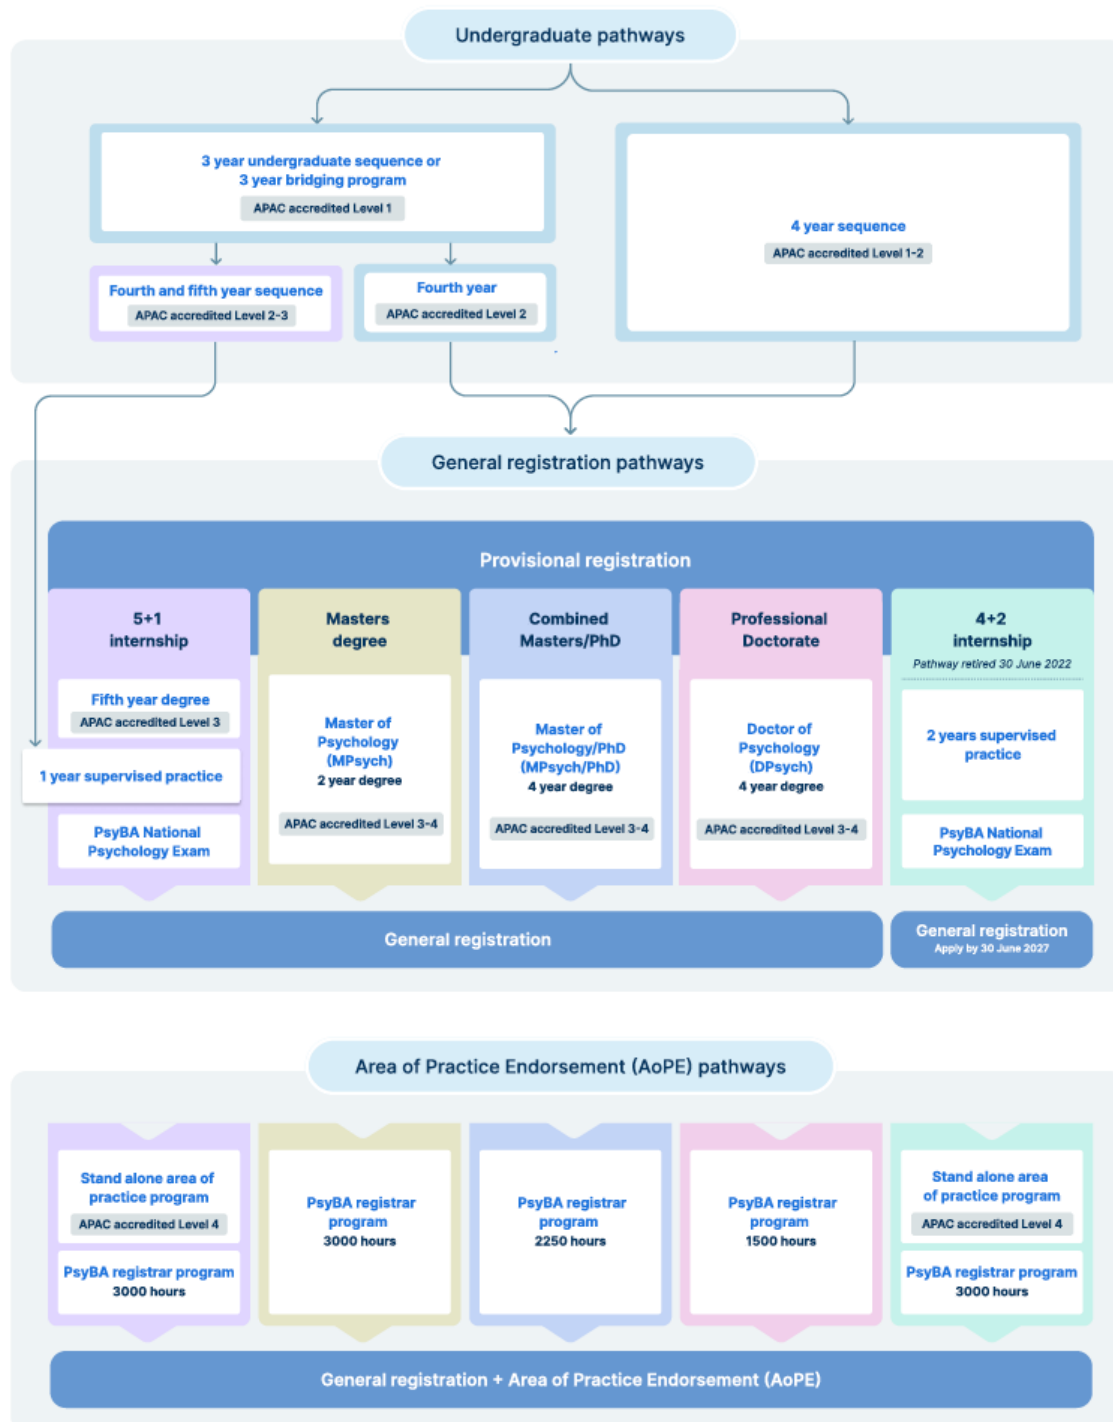 Undergraduate pathways
3 year undergraduate sequence or
3 year bridging program
APAC accredited Level 1
4 year sequence
APAC accredited Level 1-2
Fourth and fifth year sequence
APAC accredited Level 2-3
Fourth year
APAC accredited Level 2
General registration pathways
Provisional registration
5+1
internship
Fifth year degree
APAC accredited Level 3
1 year supervised practice
PsyBA National
Psychology Exam
Masters
degree
Master of
Psychology
(MPsych)
2 year degree
APAC accredited Level 3-4
Combined
Masters/PhD
Master of
Psychology/PhD
(MPsych/PhD)
4 year degree
APAC accredited Level 3-4
Professional
Doctorate
Doctor of
Psychology
(DPsych)
4 year degree
APAC accredited Level 3-4
4+2
internship
Pathway retired 30 June 2022
2 years supervised
practice
PsyBA National
Psychology Exam
General registration
General registration
Apply by 30 June 2027
Area of Practice Endorsement (AoPE) pathways
Stand alone area of
practice program
APAC accredited Level 4
PsyBA registrar program
3000 hours
PsyBA registrar
program
3000 hours
PsyBA registrar
program
2250 hours
PsyBA registrar
program
1500 hours
Stand alone area
of practice program
APAC accredited Level 4
PsyBA registrar program
3000 hours
General registration + Area of Practice Endorsement (AoPE)